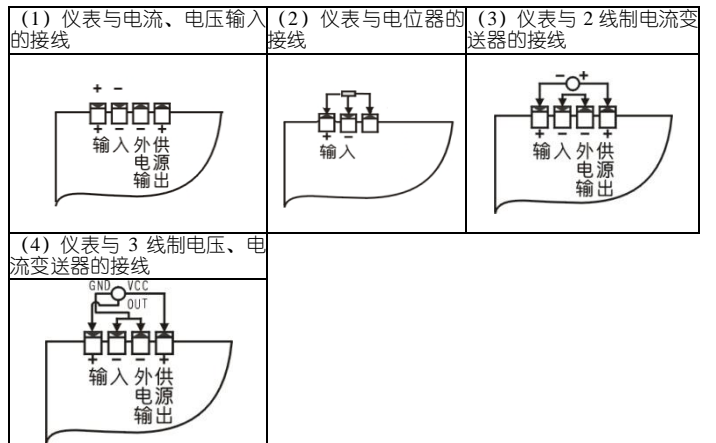 （1）仪表与电流、电压输入
的接线
（2）仪表与电位器的
接线
（3）仪表与 2 线制电流变
送器的接线
+ -
+ - - +
输入 外供
电源
输出
+ -
输入
- +
+ - - +
输入 外供
电源
输出
（4）仪表与 3 线制电压、电
流变送器的接线
GND VCC
OUT
+ - - +
输入 外供
电源
输出